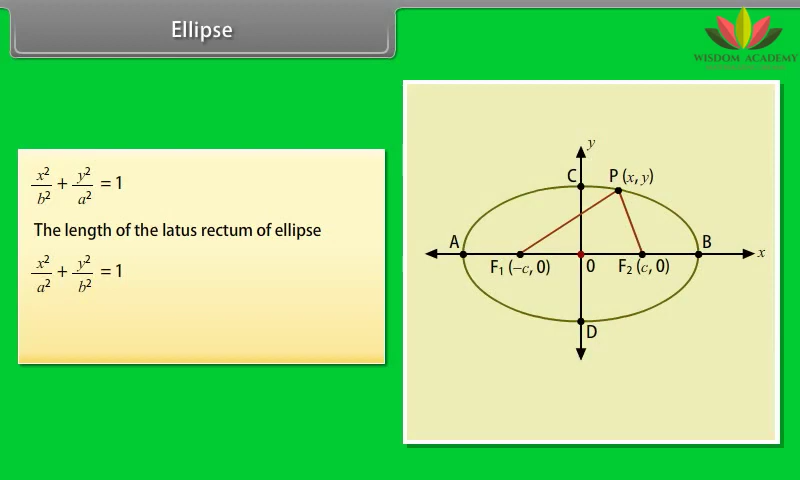 Ellipse
WISDOM ACADEMY
x²/b² + y²/a² = 1
The length of the latus rectum of ellipse
x²/a² + y²/b² = 1
y
C
P (x, y)
A
B
x
F₁ (−c, 0)
0
F₂ (c, 0)
D